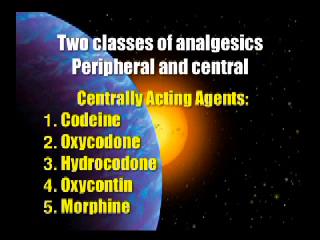 Two classes of analgesics
Peripheral and central
Centrally Acting Agents:
1. Codeine
2. Oxycodone
3. Hydrocodone
4. Oxycontin
5. Morphine